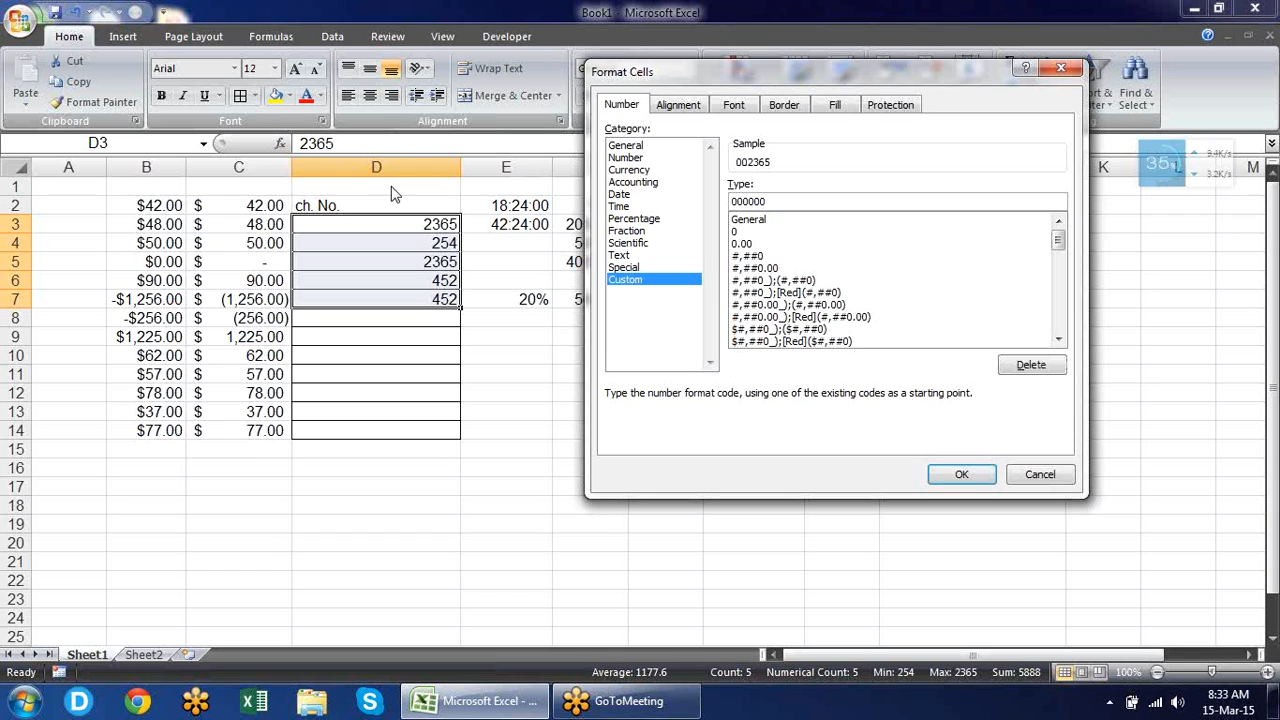 Book1 - Microsoft Excel
Home Insert Page Layout Formulas Data Review View Developer
Paste
Cut
Copy
Format Painter
Clipboard
Arial 12
B I U
Font
Wrap Text
Merge & Center
Alignment
Find &
Select
D3 fx 2365
A B C D E K M
1
2 $42.00 $ 42.00 ch. No. 18:24:00
3 $48.00 $ 48.00 2365 42:24:00
4 $50.00 $ 50.00 254
5 $0.00 $ - 2365
6 $90.00 $ 90.00 452
7 -$1,256.00 (1,256.00) 452 20%
8 -$256.00 (256.00)
9 $1,225.00 $ 1,225.00
10 $62.00 $ 62.00
11 $57.00 $ 57.00
12 $78.00 $ 78.00
13 $37.00 $ 37.00
14 $77.00 $ 77.00
15
16
17
18
19
20
21
22
23
24
25
Format Cells
Number Alignment Font Border Fill Protection
Category:
General
Number
Currency
Accounting
Date
Time
Percentage
Fraction
Scientific
Text
Special
Custom
Sample
002365
Type:
000000
General
0
0.00
#,##0
#,##0.00
#,##0_);(#,##0)
#,##0_);[Red](#,##0)
#,##0.00_);(#,##0.00)
#,##0.00_);[Red](#,##0.00)
$#,##0_);($#,##0)
$#,##0_);[Red]($#,##0)
Delete
Type the number format code, using one of the existing codes as a starting point.
OK Cancel
35%
9.4K/s
3.2K/s
Sheet1 Sheet2
Ready Average: 1177.6 Count: 5 Numerical Count: 5 Min: 254 Max: 2365 Sum: 5888 100%
Microsoft Excel - ... GoToMeeting
8:33 AM
15-Mar-15